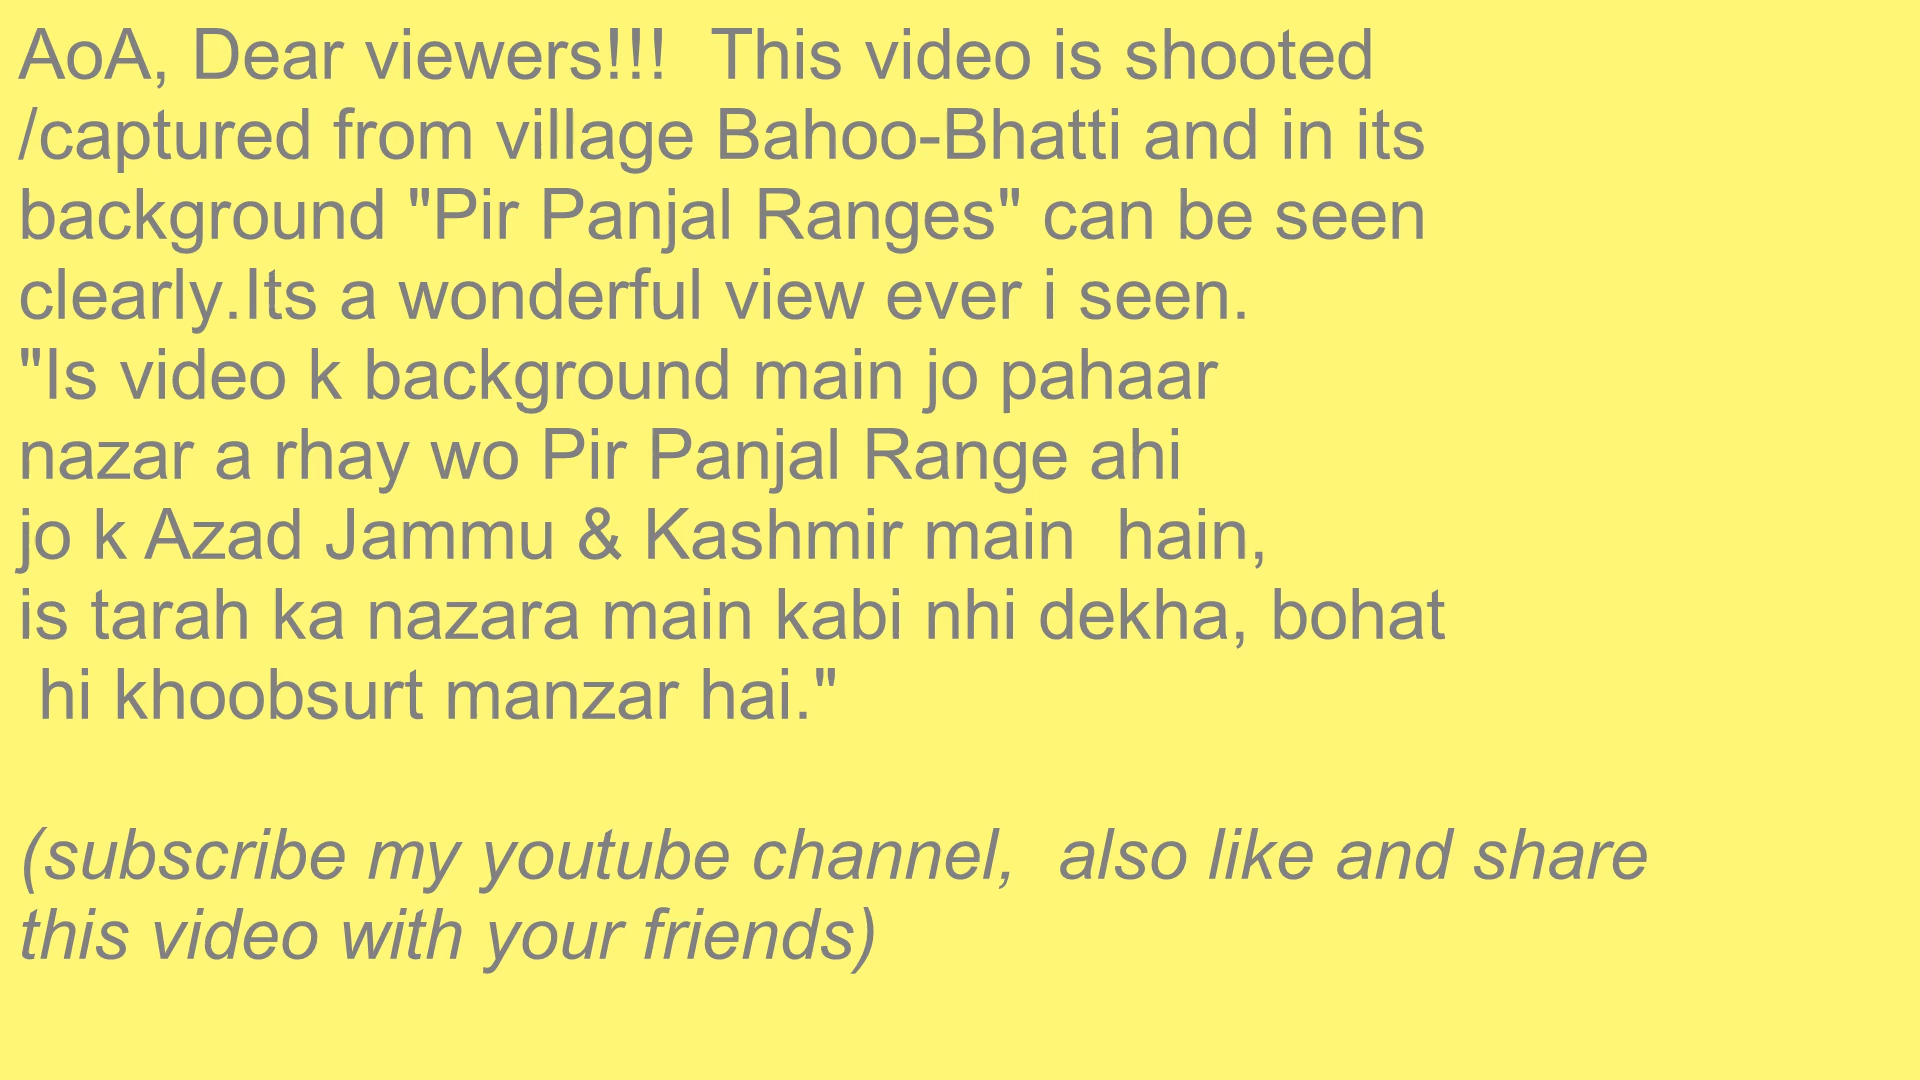 AoA, Dear viewers!!!  This video is shooted
/captured from village Bahoo-Bhatti and in its
background "Pir Panjal Ranges" can be seen
clearly.Its a wonderful view ever i seen.
"Is video k background main jo pahaar
nazar a rhay wo Pir Panjal Range ahi
jo k Azad Jammu & Kashmir main  hain,
is tarah ka nazara main kabi nhi dekha, bohat
hi khoobsurt manzar hai."
(subscribe my youtube channel,  also like and share
this video with your friends)